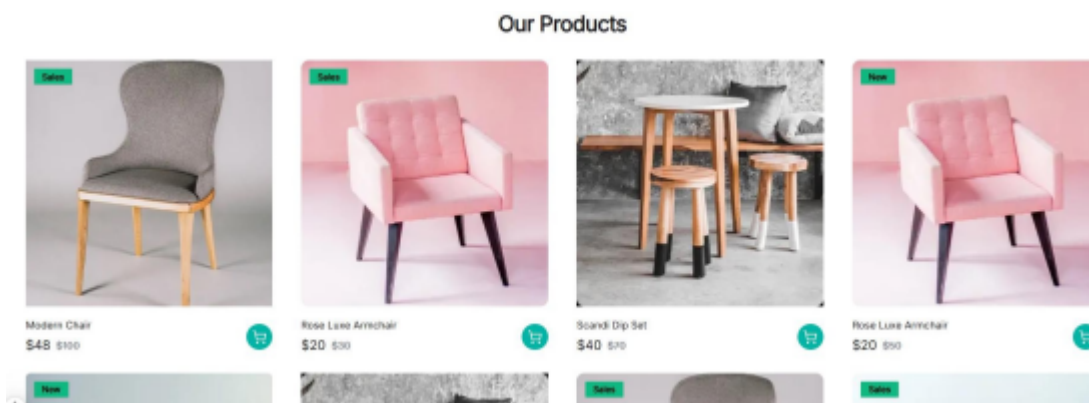 Our Products
Sales
Sales
New
Modern Chair
$48 $100
Rose Luxe Armchair
$20 $30
Scandi Dip Set
$40 $70
Rose Luxe Armchair
$20 $50
New
Sales
Sales